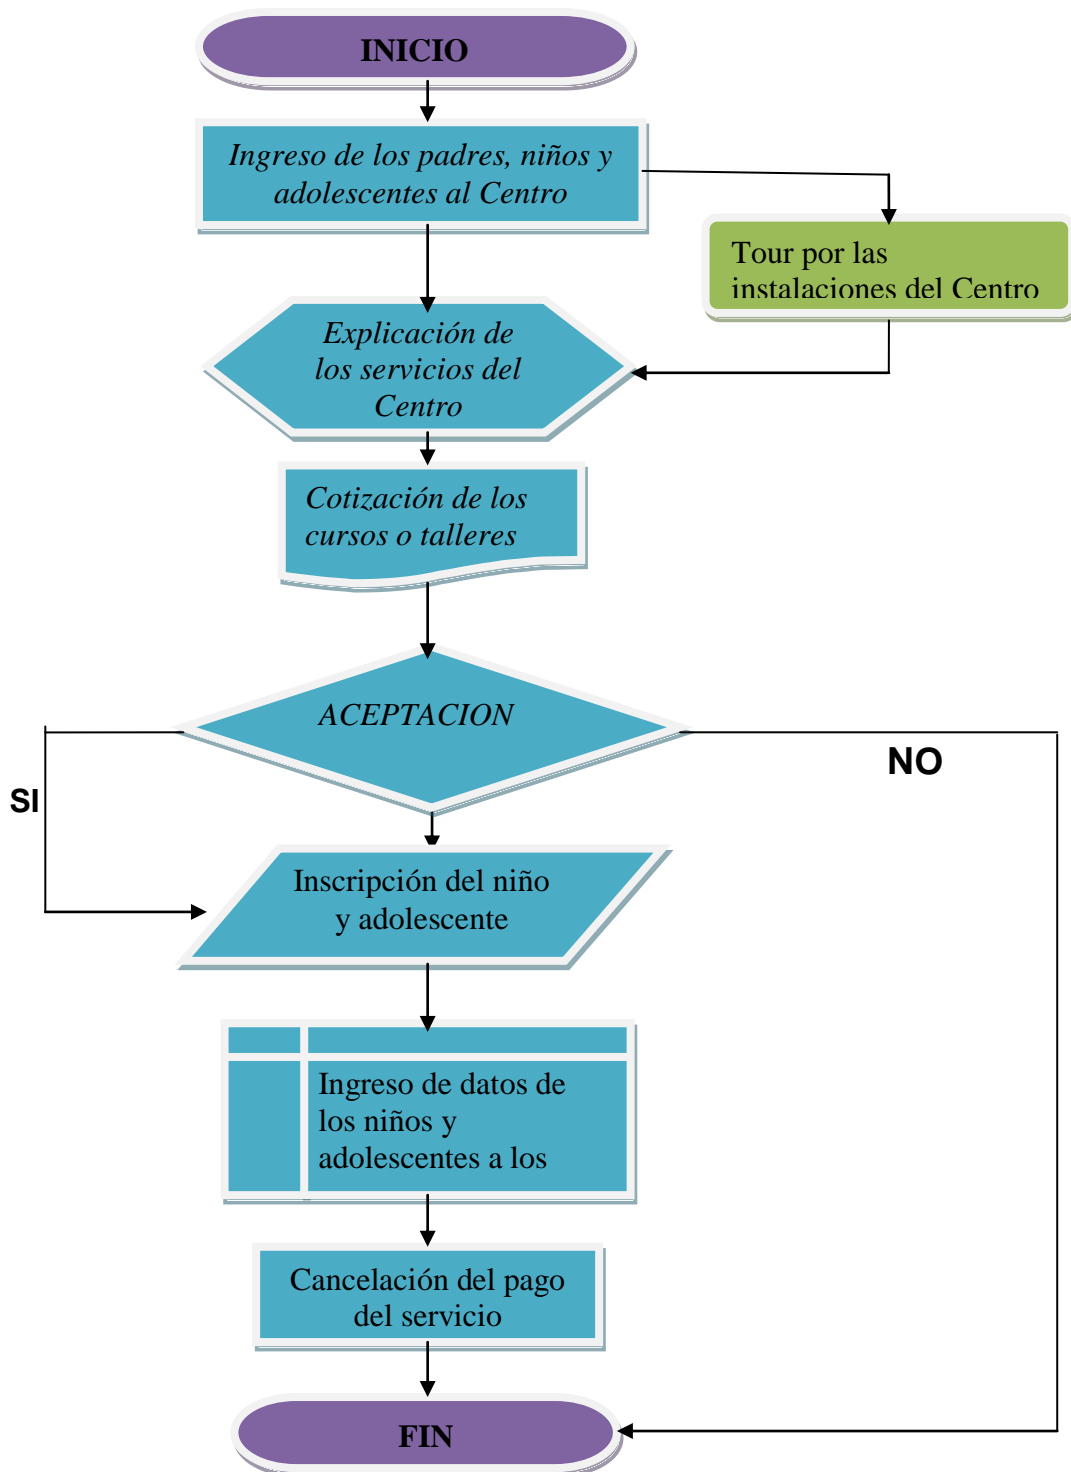 INICIO
Ingreso de los padres, niños y
adolescentes al Centro
Tour por las
instalaciones del Centro
Explicación de
los servicios del
Centro
Cotización de los
cursos o talleres
ACEPTACION
NO
SI
Inscripción del niño
y adolescente
Ingreso de datos de
los niños y
adolescentes a los
Cancelación del pago
del servicio
FIN